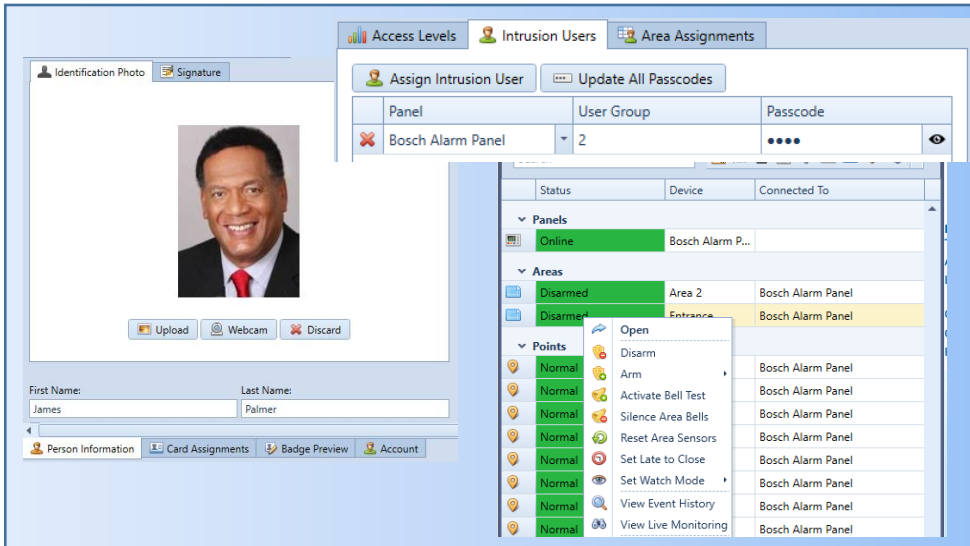 Access Levels Intrusion Users Area Assignments
Assign Intrusion User Update All Passcodes
Panel User Group Passcode
Bosch Alarm Panel 2 ••••
Identification Photo Signature
Upload Webcam Discard
First Name: Last Name:
James Palmer
Person Information Card Assignments Badge Preview Account
Status Device Connected To
Panels
Online Bosch Alarm P...
Areas
Disarmed Area 2 Bosch Alarm Panel
Disarmed Entrance Bosch Alarm Panel
Points
Normal Bosch Alarm Panel
Normal Bosch Alarm Panel
Normal Bosch Alarm Panel
Normal Bosch Alarm Panel
Normal Bosch Alarm Panel
Normal Bosch Alarm Panel
Normal Bosch Alarm Panel
Normal Bosch Alarm Panel
Open
Disarm
Arm
Activate Bell Test
Silence Area Bells
Reset Area Sensors
Set Late to Close
Set Watch Mode
View Event History
View Live Monitoring